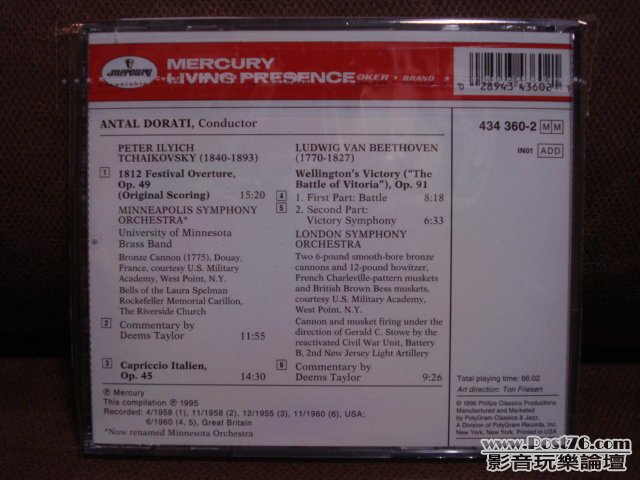 mercury
MERCURY
LIVING PRESENCE
OKER • BRAND
28943 43602
ANTAL DORATI, Conductor
434 360-2 MM
IN01 ADD
PETER ILYICH
TCHAIKOVSKY (1840-1893)
1 1812 Festival Overture,
Op. 49
(Original Scoring) 15:20
MINNEAPOLIS SYMPHONY
ORCHESTRA*
University of Minnesota
Brass Band
Bronze Cannon (1775), Douay,
France, courtesy U.S. Military
Academy, West Point, N.Y.
Bells of the Laura Spelman
Rockefeller Memorial Carillon,
The Riverside Church
2 Commentary by
Deems Taylor 11:55
3 Capriccio Italien,
Op. 45 14:30
LUDWIG VAN BEETHOVEN
(1770-1827)
Wellington's Victory ("The
Battle of Vitoria"), Op. 91
4 1. First Part: Battle 8:18
5 2. Second Part:
Victory Symphony 6:33
LONDON SYMPHONY
ORCHESTRA
Two 6-pound smooth-bore bronze
cannons and 12-pound howitzer,
French Charleville-pattern muskets
and British Brown Bess muskets,
courtesy U.S. Military Academy,
West Point, N.Y.
Cannon and musket firing under the
direction of Gerald C. Stowe by the
reactivated Civil War Unit, Battery
B, 2nd New Jersey Light Artillery
6 Commentary by
Deems Taylor 9:26
℗ Mercury
This compilation ℗ 1995
Recorded: 4/1958 (1), 11/1958 (2), 12/1955 (3), 11/1960 (6), USA;
6/1960 (4, 5), Great Britain
*Now renamed Minnesota Orchestra
Total playing time: 66:02
Art direction: Ton Friesen
© 1996 Philips Classics Productions
Manufactured and Marketed
by PolyGram Classics & Jazz,
A Division of PolyGram Records, Inc.
New York, New York. Printed in USA
www.Post76.com
影音玩樂論壇